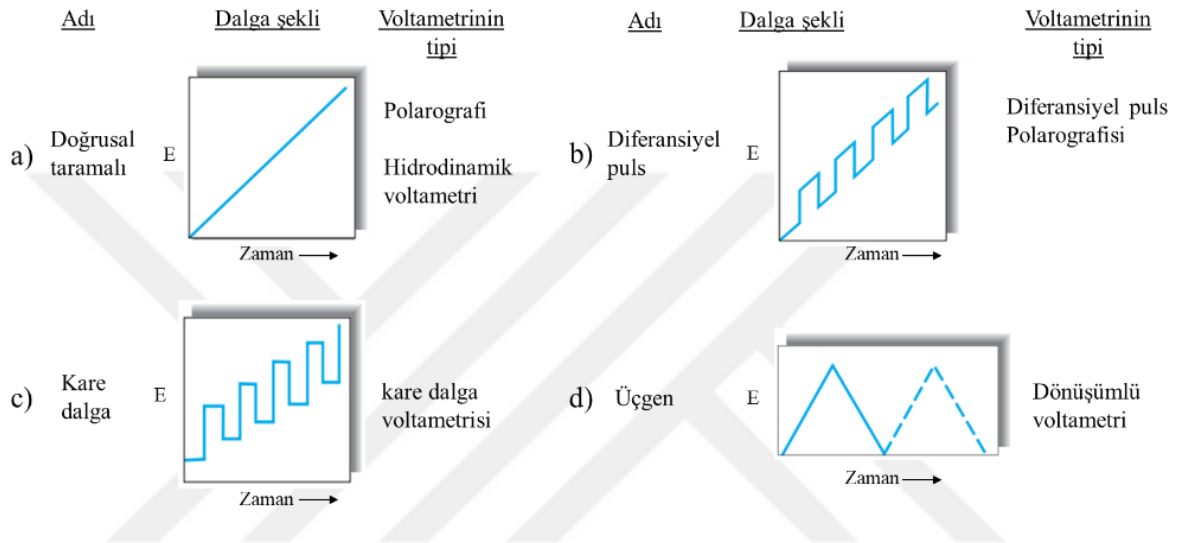 Adı
Dalga şekli
Voltametrinin
tipi
a)
Doğrusal
taramalı
E
Zaman
Polarografi
Hidrodinamik
voltametri
Adı
Dalga şekli
Voltametrinin
tipi
b)
Diferansiyel
puls
E
Zaman
Diferansiyel puls
Polarografisi
c)
Kare
dalga
E
Zaman
kare dalga
voltametrisi
d)
Üçgen
E
Zaman
Dönüşümlü
voltametri